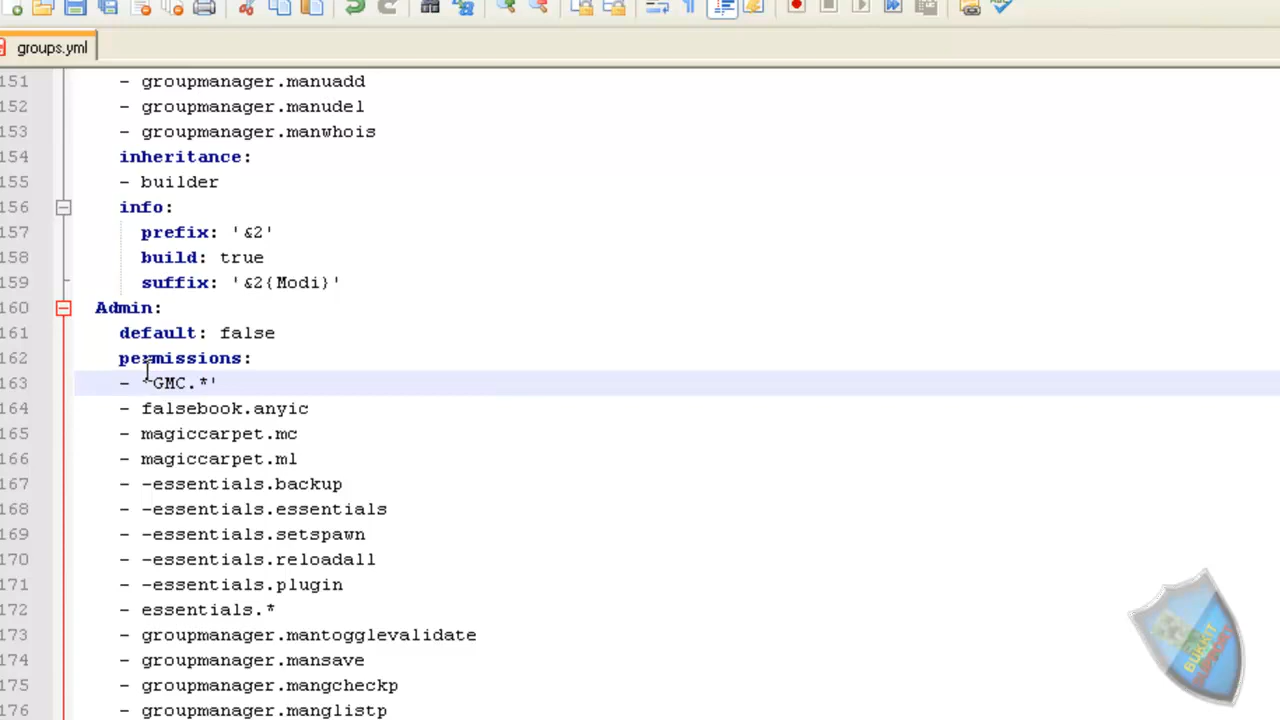 groups.yml
151 - groupmanager.manuadd
152 - groupmanager.manudel
153 - groupmanager.manwhois
154 inheritance:
155 - builder
156 info:
157 prefix: '&2'
158 build: true
159 suffix: '&2{Modi}'
160 Admin:
161 default: false
162 permissions:
163 - 'GMC.*'
164 - falsebook.anyic
165 - magiccarpet.mc
166 - magiccarpet.ml
167 - -essentials.backup
168 - -essentials.essentials
169 - -essentials.setspawn
170 - -essentials.reloadall
171 - -essentials.plugin
172 - essentials.*
173 - groupmanager.mantogglevalidate
174 - groupmanager.mansave
175 - groupmanager.mangcheckp
176 - groupmanager.manglistp
BUKKIT